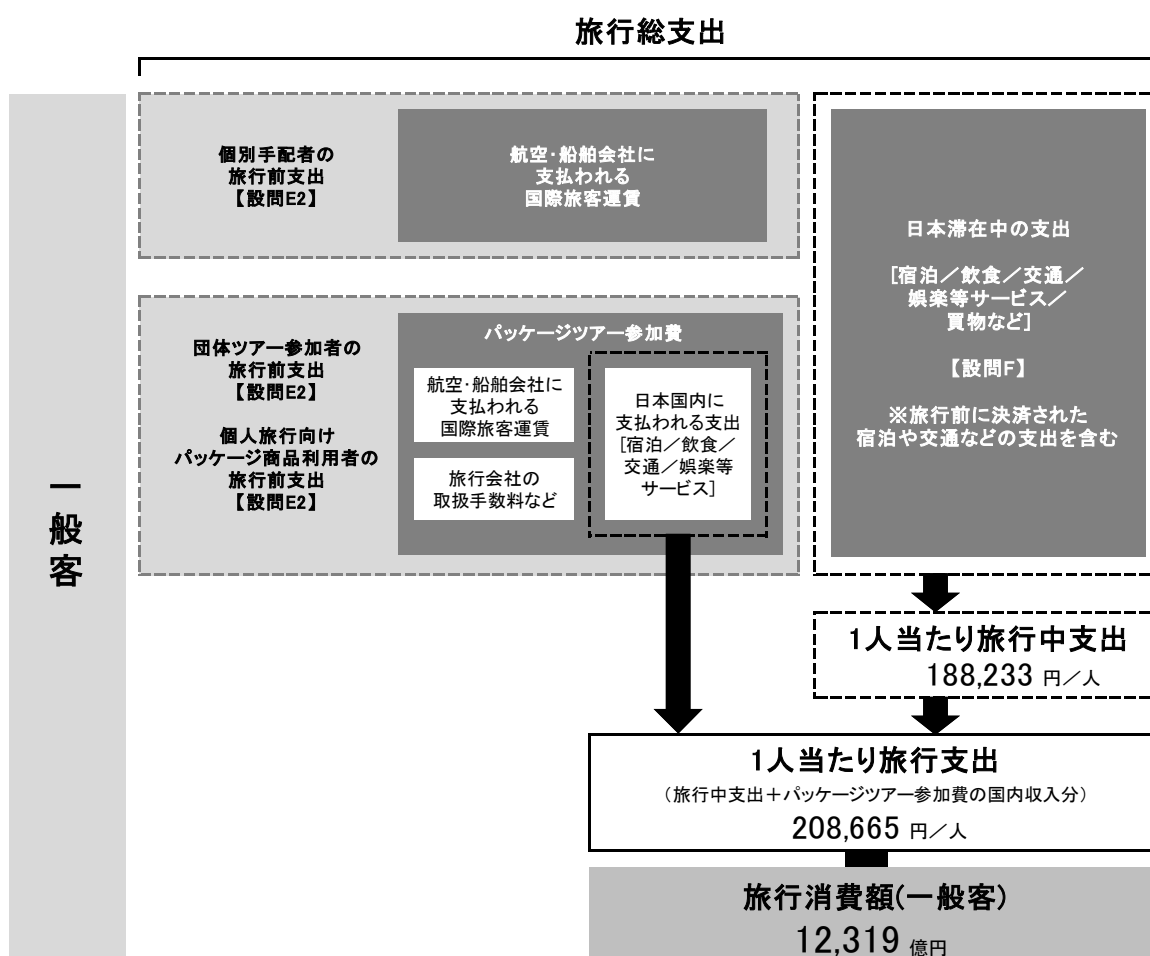 旅行総支出
一般客
個別手配者の
旅行前支出
【設問E2】
航空・船舶会社に
支払われる
国際旅客運賃
団体ツアー参加者の
旅行前支出
【設問E2】
個人旅行向け
パッケージ商品利用者の
旅行前支出
【設問E2】
パッケージツアー参加費
航空・船舶会社に
支払われる
国際旅客運賃
旅行会社の
取扱手数料など
日本国内に
支払われる支出
[宿泊／飲食／
交通／娯楽等
サービス]
日本滞在中の支出
[宿泊／飲食／交通／
娯楽等サービス／
買物など]
【設問F】
※旅行前に決済された
宿泊や交通などの支出を含む
1人当たり旅行中支出
188,233 円／人
1人当たり旅行支出
（旅行中支出＋パッケージツアー参加費の国内収入分）
208,665 円／人
旅行消費額(一般客)
12,319 億円